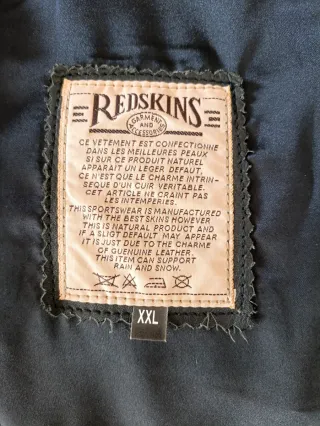 REDSKINS
GARMENT
AND
ACCESSORIES
CE VETEMENT EST CONFECTIONNE
DANS LES MEILLEURES PEAUX
SI SUR CE PRODUIT NATUREL
APPARAIT UN LEGER DEFAUT,
CE N'EST QUE LE CHARME INTRIN-
SEQUE D'UN CUIR VERITABLE.
CET ARTICLE NE CRAINT PAS
LES INTEMPERIES.
THIS SPORTSWEAR IS MANUFACTURED
WITH THE BEST SKINS HOWEVER
THIS IS NATURAL PRODUCT AND
IF A SLIGT DEFAULT MAY APPEAR
IT IS JUST DUE TO THE CHARME
OF GUENUINE LEATHER.
THIS ITEM CAN SUPPORT
RAIN AND SNOW.
XXL